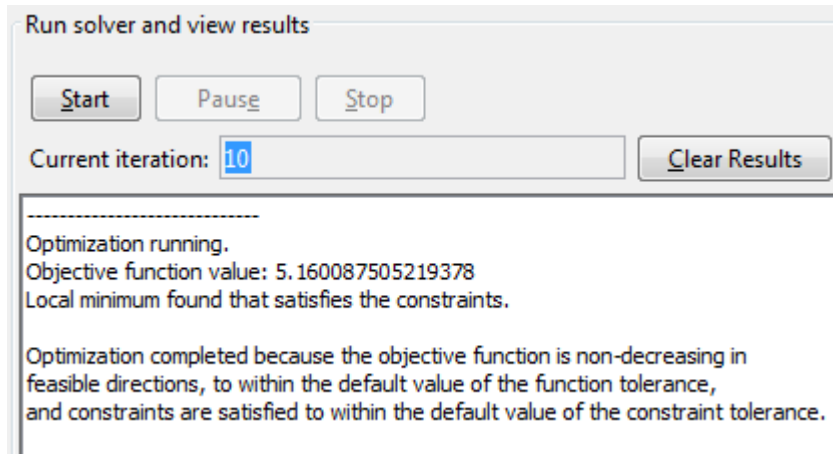 Run solver and view results
Start Pause Stop
Current iteration: 10 Clear Results
------------------------------
Optimization running.
Objective function value: 5.160087505219378
Local minimum found that satisfies the constraints.
Optimization completed because the objective function is non-decreasing in
feasible directions, to within the default value of the function tolerance,
and constraints are satisfied to within the default value of the constraint tolerance.